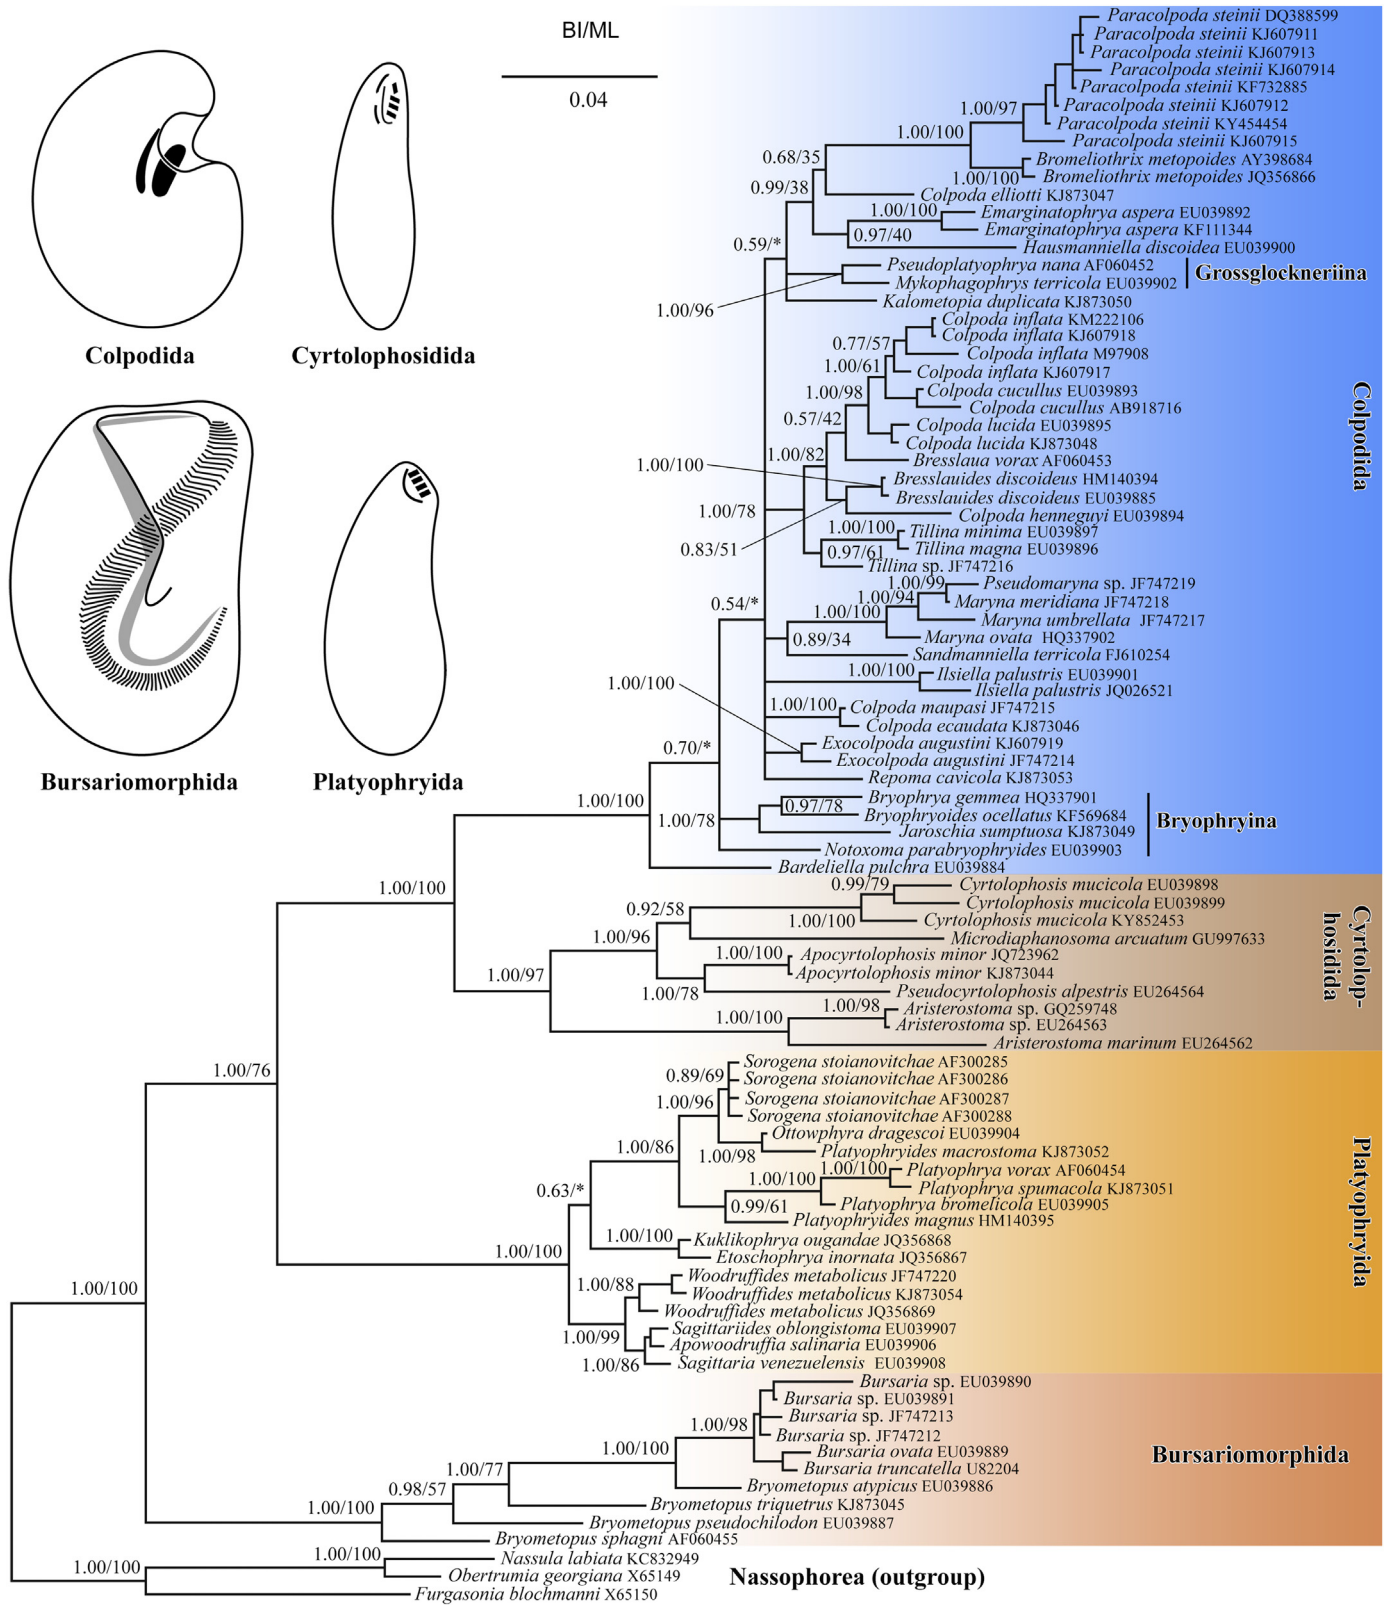 BI/ML
0.04
Colpodida
Cyrtolophosidida
Bursariomorphida
Platyophryida
Paracolpoda steinii DQ388599
Paracolpoda steinii KJ607911
Paracolpoda steinii KJ607913
Paracolpoda steinii KJ607914
Paracolpoda steinii KF732885
1.00/97
Paracolpoda steinii KJ607912
Paracolpoda steinii KY454454
1.00/100
Paracolpoda steinii KJ607915
0.68/35
Bromeliothrix metopoides AY398684
1.00/100
Bromeliothrix metopoides JQ356866
0.99/38
Colpoda elliotti KJ873047
1.00/100
Emarginatophrya aspera EU039892
Emarginatophrya aspera KF111344
0.97/40
0.59/*
Hausmanniella discoidea EU039900
Pseudoplatyophrya nana AF060452
Grossglockneriina
Mykophagophrys terricola EU039902
Kalometopia duplicata KJ873050
1.00/96
Colpoda inflata KM222106
Colpoda inflata KJ607918
0.77/57
Colpoda inflata M97908
1.00/61
Colpoda inflata KJ607917
1.00/98
Colpoda cucullus EU039893
Colpoda cucullus AB918716
0.57/42
Colpoda lucida EU039895
Colpoda lucida KJ873048
1.00/82
Bresslaua vorax AF060453
1.00/100
Bresslauides discoideus HM140394
Bresslauides discoideus EU039885
1.00/78
Colpoda henneguyi EU039894
1.00/100
Tillina minima EU039897
0.83/51
0.97/61
Tillina magna EU039896
Tillina sp. JF747216
1.00/99
Pseudomaryna sp. JF747219
1.00/94
Maryna meridiana JF747218
0.54/*
1.00/100
Maryna umbrellata JF747217
0.89/34
Maryna ovata HQ337902
Sandmanniella terricola FJ610254
1.00/100
Ilsiella palustris EU039901
1.00/100
Ilsiella palustris JQ026521
1.00/100
Colpoda maupasi JF747215
Colpoda ecaudata KJ873046
0.70/*
Exocolpoda augustini KJ607919
Exocolpoda augustini JF747214
Repoma cavicola KJ873053
1.00/100
Bryophrya gemmea HQ337901
0.97/78
1.00/78
Bryophryoides ocellatus KF569684
Bryophryina
Jaroschia sumptuosa KJ873049
Notoxoma parabryophryides EU039903
Bardeliella pulchra EU039884
Colpodida
1.00/100
0.99/79
Cyrtolophosis mucicola EU039898
Cyrtolophosis mucicola EU039899
0.92/58
1.00/100
Cyrtolophosis mucicola KY852453
1.00/96
Microdiaphanosoma arcuatum GU997633
1.00/100
Apocyrtolophosis minor JQ723962
1.00/97
Apocyrtolophosis minor KJ873044
1.00/78
Pseudocyrtolophosis alpestris EU264564
1.00/98
Aristerostoma sp. GQ259748
1.00/100
Aristerostoma sp. EU264563
Aristerostoma marinum EU264562
Cyrtolop-
hosidida
1.00/76
Sorogena stoianovitchae AF300285
0.89/69
Sorogena stoianovitchae AF300286
1.00/96
Sorogena stoianovitchae AF300287
Sorogena stoianovitchae AF300288
Ottowphyra dragescoi EU039904
1.00/86
1.00/98
Platyophryides macrostoma KJ873052
1.00/100
Platyophrya vorax AF060454
1.00/100
Platyophrya spumacola KJ873051
0.63/*
0.99/61
Platyophrya bromelicola EU039905
Platyophryides magnus HM140395
1.00/100
Kuklikophrya ougandae JQ356868
1.00/100
Etoschophrya inornata JQ356867
Woodruffides metabolicus JF747220
1.00/88
Woodruffides metabolicus KJ873054
Woodruffides metabolicus JQ356869
1.00/99
Sagittariides oblongistoma EU039907
Apowoodruffia salinaria EU039906
1.00/86
Sagittaria venezuelensis EU039908
Platyophryida
1.00/100
Bursaria sp. EU039890
Bursaria sp. EU039891
Bursaria sp. JF747213
1.00/98
Bursaria sp. JF747212
1.00/100
Bursaria ovata EU039889
Bursariomorphida
1.00/77
Bursaria truncatella U82204
0.98/57
Bryometopus atypicus EU039886
1.00/100
Bryometopus triquetrus KJ873045
Bryometopus pseudochilodon EU039887
Bryometopus sphagni AF060455
1.00/100
1.00/100
Nassula labiata KC832949
Obertrumia georgiana X65149
Nassophorea (outgroup)
Furgasonia blochmanni X65150